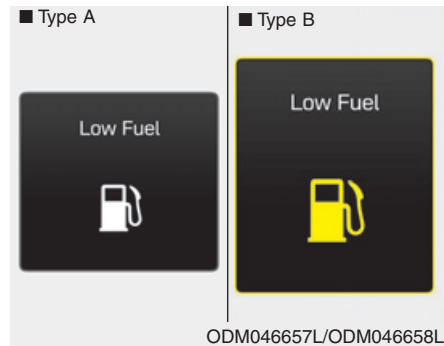 ■ Type A
■ Type B
Low Fuel
Low Fuel
ODM046657L/ODM046658L